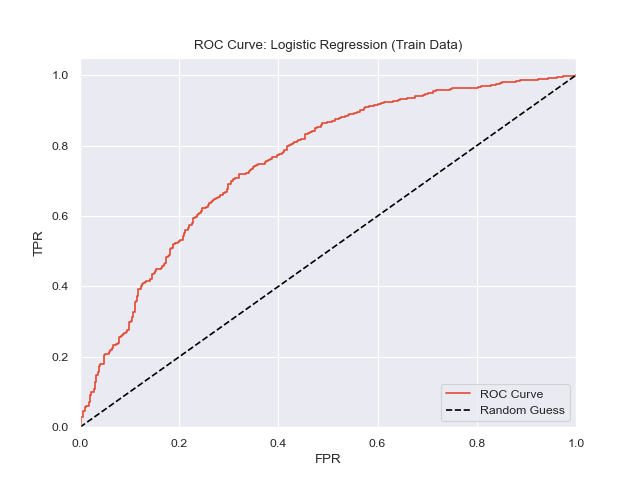 ROC Curve: Logistic Regression (Train Data)
1.0
0.8
0.6
0.4
0.2
0.0
TPR
0.0 0.2 0.4 0.6 0.8 1.0
FPR
ROC Curve
Random Guess